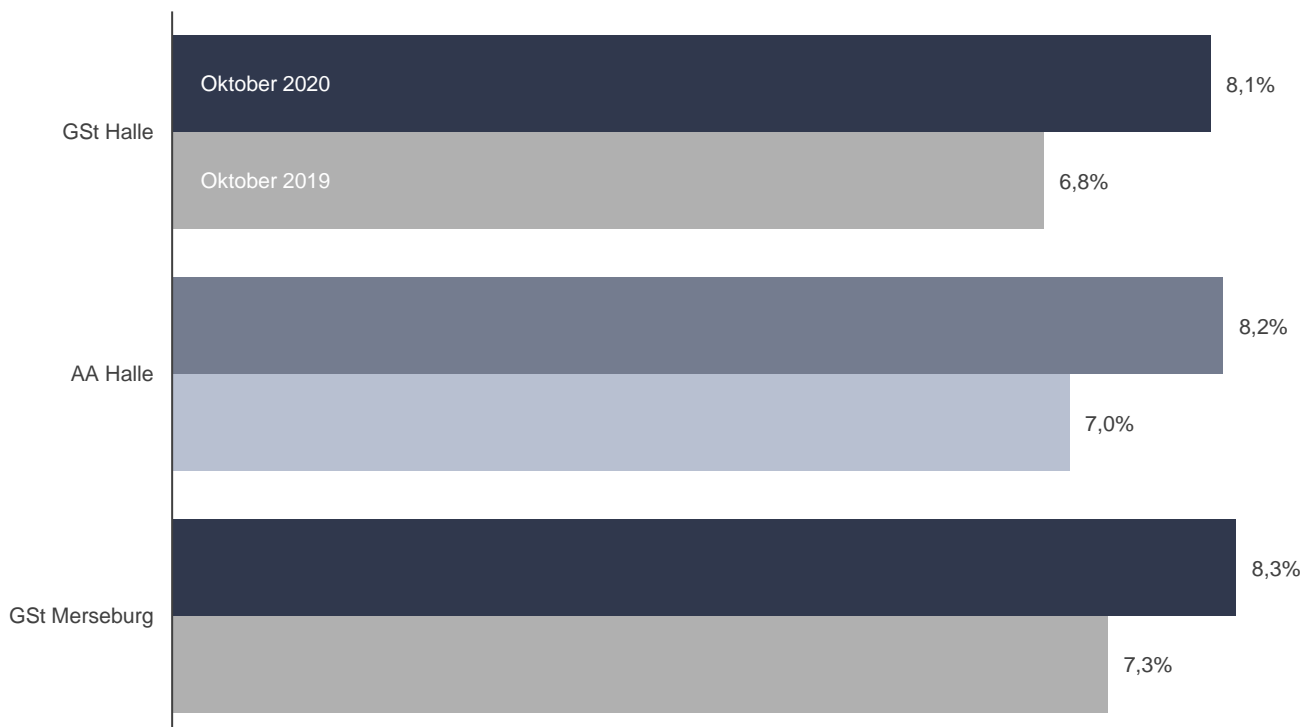 Oktober 2020
8,1%
GSt Halle
Oktober 2019
6,8%
8,2%
AA Halle
7,0%
8,3%
GSt Merseburg
7,3%